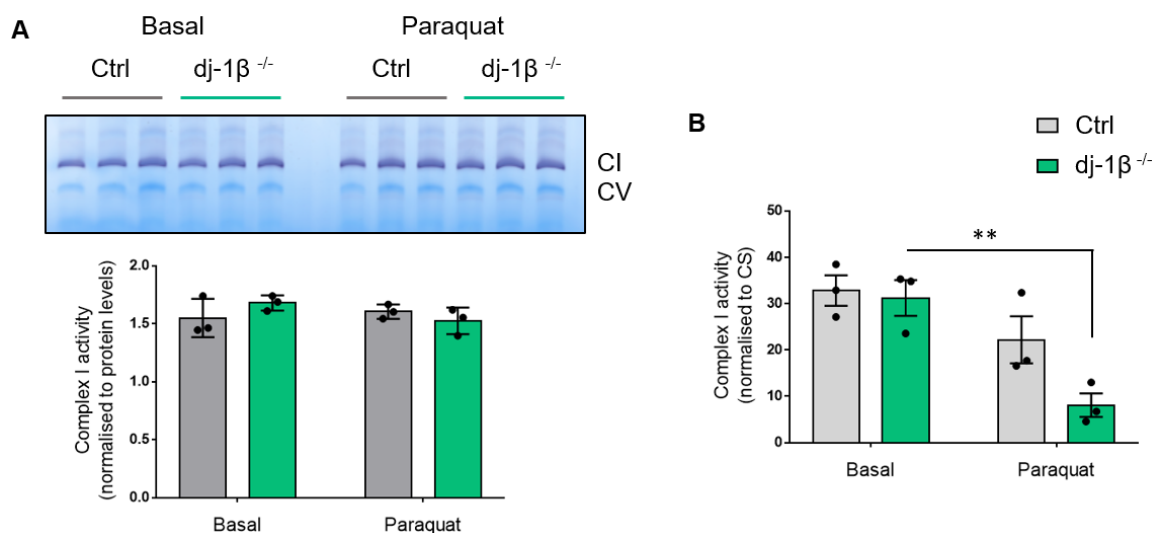 A
Basal
Paraquat
Ctrl
dj-1β -/-
Ctrl
dj-1β -/-
CI
CV
Complex I activity
(normalised to protein levels)
2.0
1.5
1.0
0.5
0.0
Basal
Paraquat
B
Ctrl
dj-1β -/-
Complex I activity
(normalised to CS)
50
40
30
20
10
0
**
Basal
Paraquat